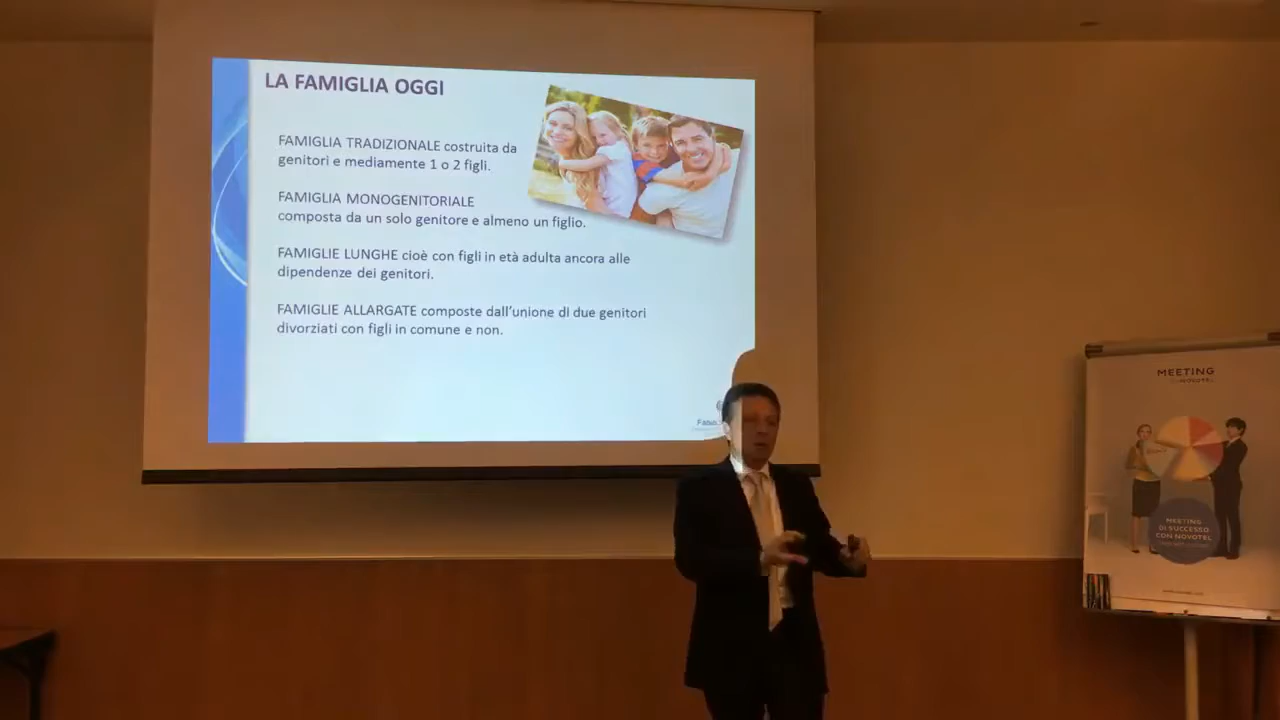 LA FAMIGLIA OGGI
FAMIGLIA TRADIZIONALE costruita da
genitori e mediamente 1 o 2 figli.
FAMIGLIA MONOGENITORIALE
composta da un solo genitore e almeno un figlio.
FAMIGLIE LUNGHE cioè con figli in età adulta ancora alle
dipendenze dei genitori.
FAMIGLIE ALLARGATE composte dall'unione di due genitori
divorziati con figli in comune e non.
Fabio
MEETING
NOVOTEL
MEETING
DI SUCCESSO
CON NOVOTEL